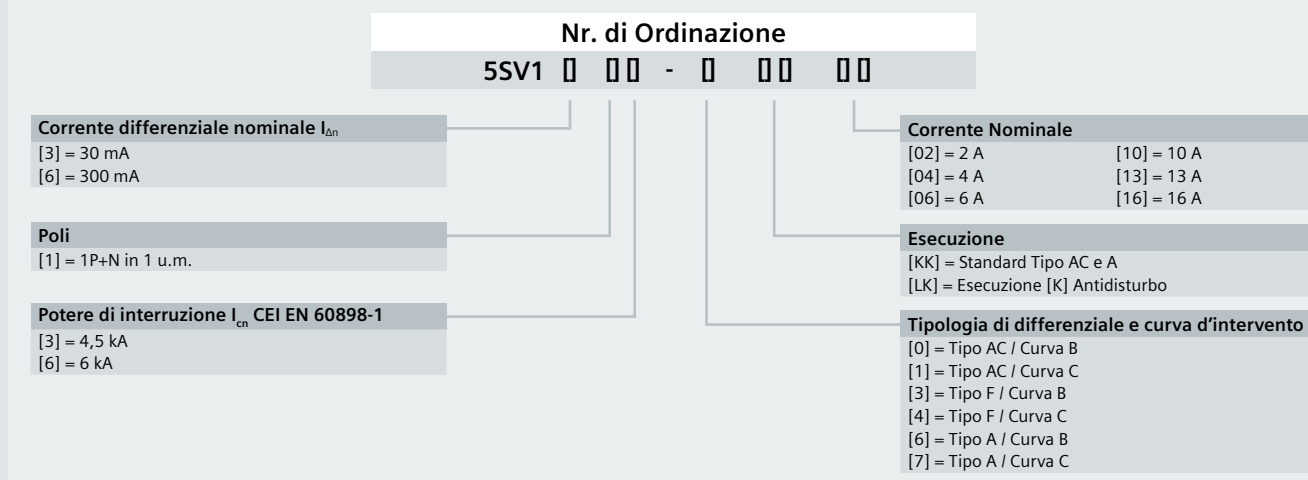 Nr. di Ordinazione
5SV1 [] [] [] - [] [] [] [] []
Corrente differenziale nominale IΔn
[3] = 30 mA
[6] = 300 mA
Poli
[1] = 1P+N in 1 u.m.
Potere di interruzione Icn CEI EN 60898-1
[3] = 4,5 kA
[6] = 6 kA
Corrente Nominale
[02] = 2 A [10] = 10 A
[04] = 4 A [13] = 13 A
[06] = 6 A [16] = 16 A
Esecuzione
[KK] = Standard Tipo AC e A
[LK] = Esecuzione [K] Antidisturbo
Tipologia di differenziale e curva d’intervento
[0] = Tipo AC / Curva B
[1] = Tipo AC / Curva C
[3] = Tipo F / Curva B
[4] = Tipo F / Curva C
[6] = Tipo A / Curva B
[7] = Tipo A / Curva C